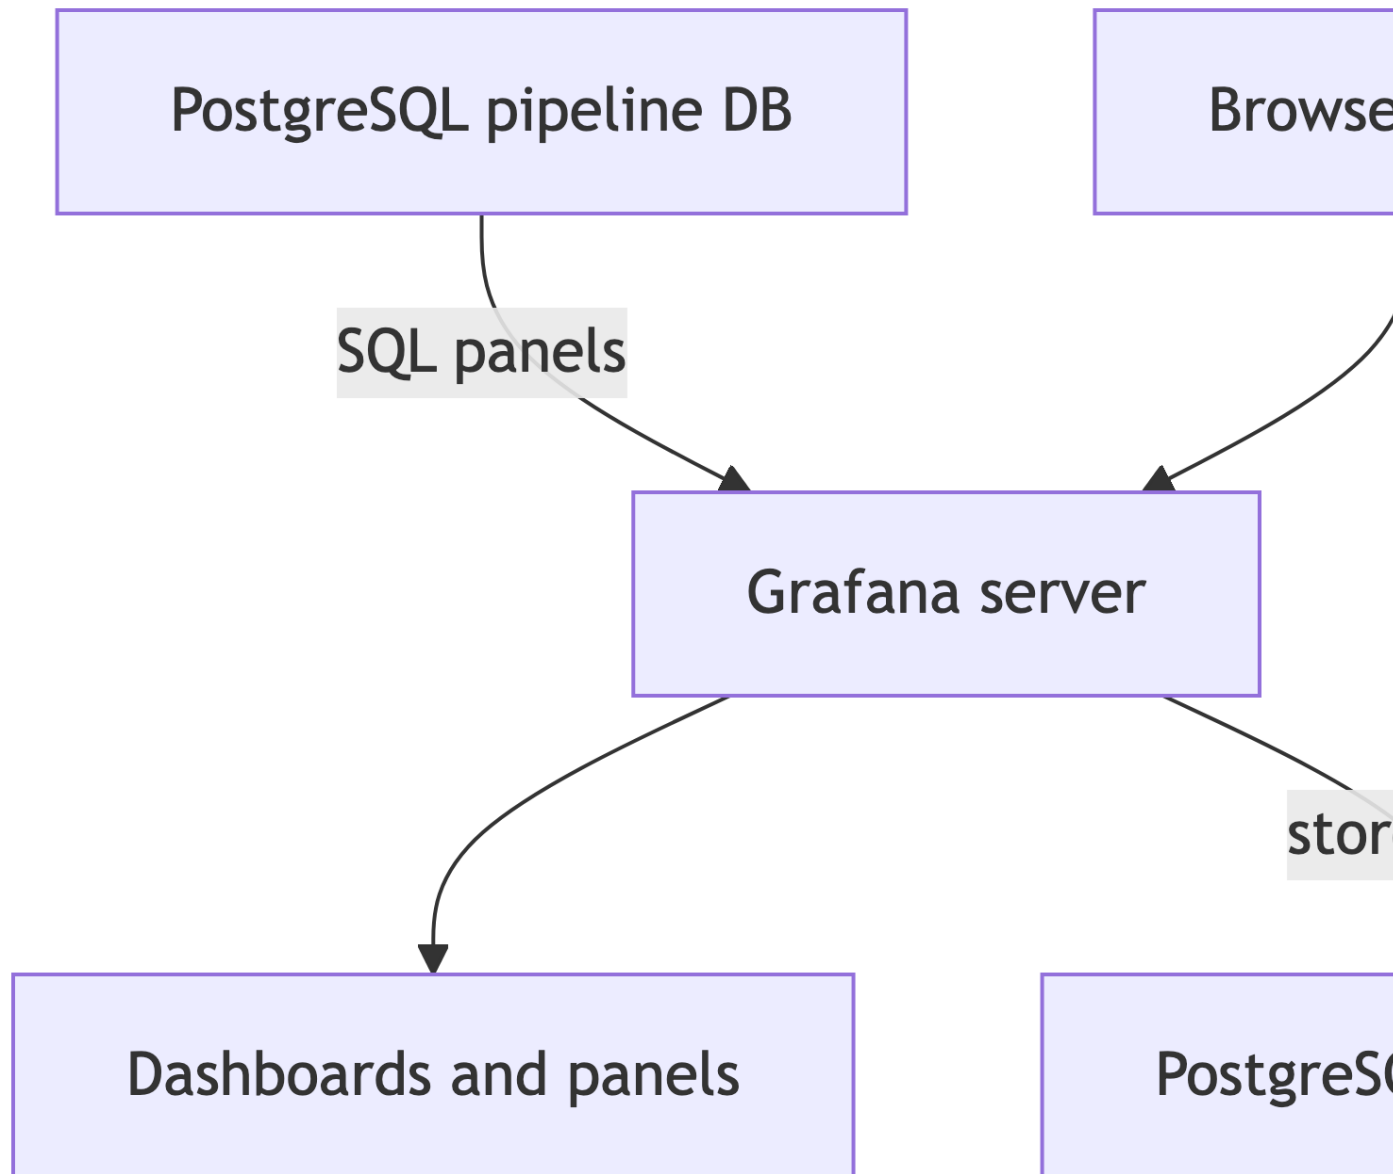 PostgreSQL pipeline DB
SQL panels
Grafana server
Dashboards and panels